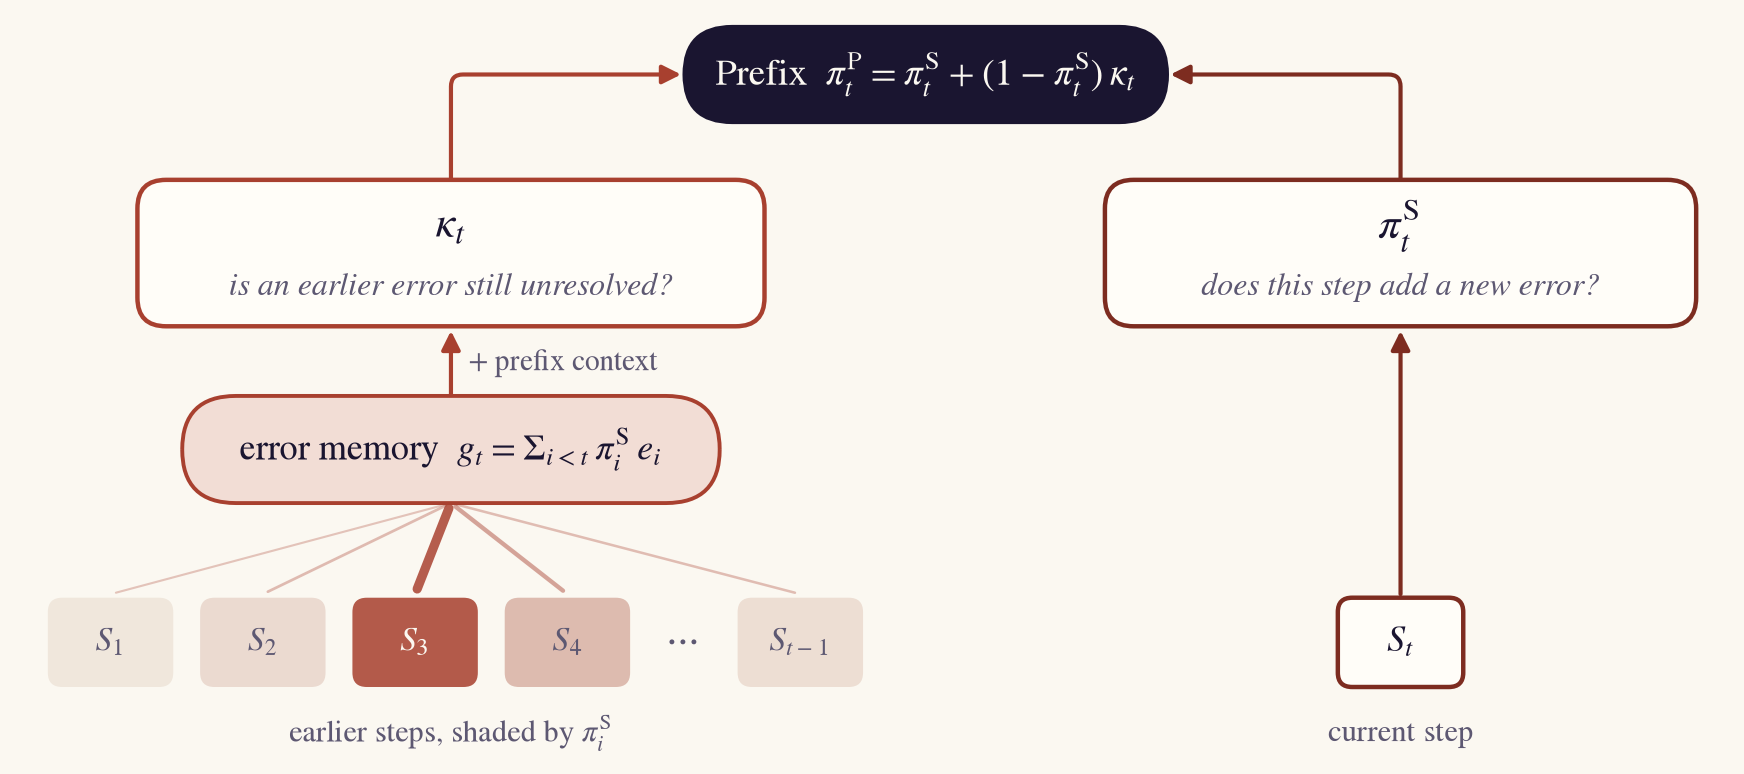 Prefix π_t^P = π_t^S + (1 − π_t^S) κ_t
κ_t
is an earlier error still unresolved?
π_t^S
does this step add a new error?
+ prefix context
error memory g_t = Σ_{i < t} π_i^S e_i
S_1 S_2 S_3 S_4 ··· S_{t − 1}
S_t
earlier steps, shaded by π_i^S
current step